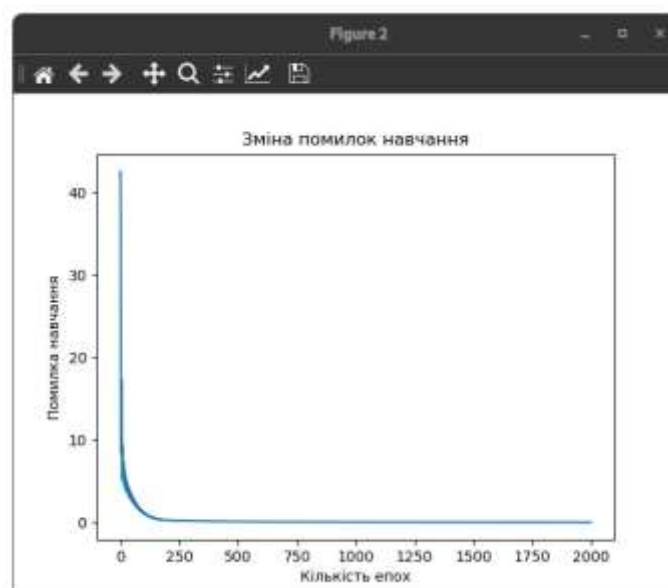 Figure 2
Зміна помилок навчання
40
30
20
10
0
Помилка навчання
0 250 500 750 1000 1250 1500 1750 2000
Кількість епох